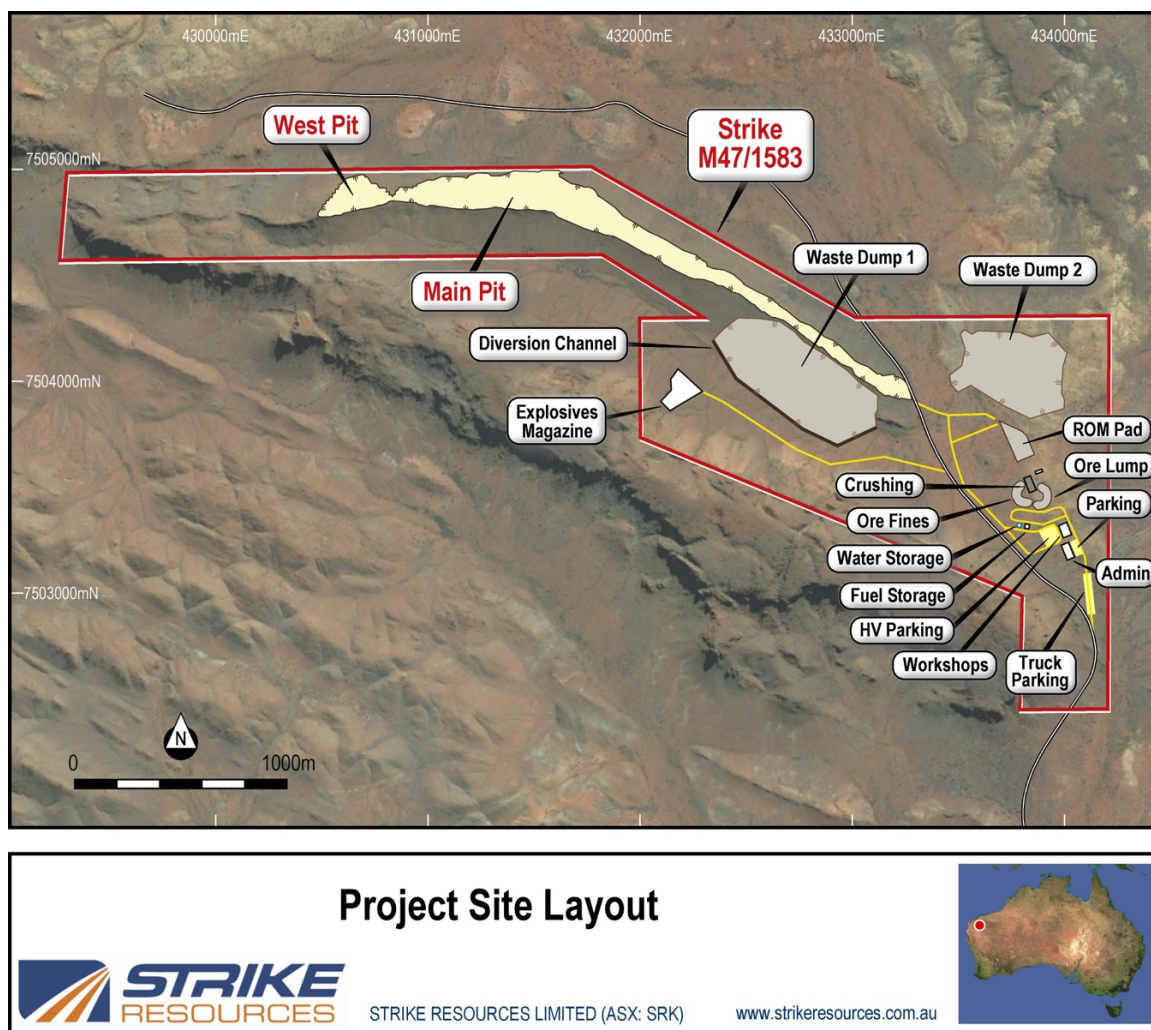 430000mE
431000mE
432000mE
433000mE
434000mE
West Pit
Strike
M47/1583
7505000mN
Waste Dump 1
Waste Dump 2
Main Pit
Diversion Channel
7504000mN
Explosives
Magazine
ROM Pad
Ore Lump
Crushing
Parking
Ore Fines
Water Storage
Admin
7503000mN
Fuel Storage
HV Parking
Workshops
Truck
Parking
N
0
1000m
Project Site Layout
STRIKE
RESOURCES
STRIKE RESOURCES LIMITED (ASX: SRK)
www.strikeresources.com.au